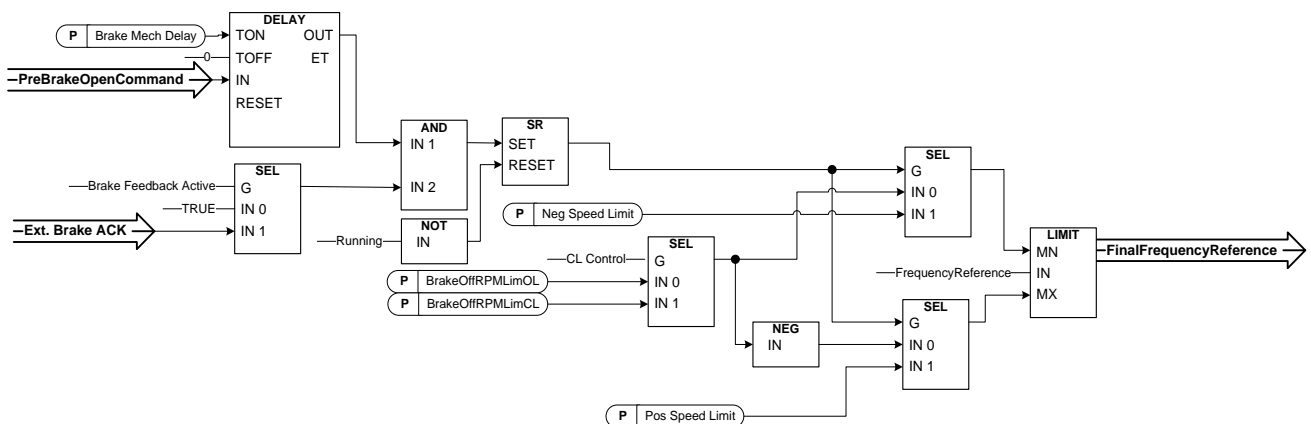 DELAY
P Brake Mech Delay
TON OUT
0 TOFF ET
PreBrakeOpenCommand IN
RESET
AND
IN 1
IN 2
SR
SET
RESET
SEL
Brake Feedback Active G
TRUE IN 0
Ext. Brake ACK IN 1
NOT
Running IN
SEL
G
IN 0
IN 1
P Neg Speed Limit
SEL
CL Control G
P BrakeOffRPMLimOL IN 0
P BrakeOffRPMLimCL IN 1
LIMIT
MN FinalFrequencyReference
FrequencyReference IN
MX
NEG
IN
SEL
G
IN 0
IN 1
P Pos Speed Limit